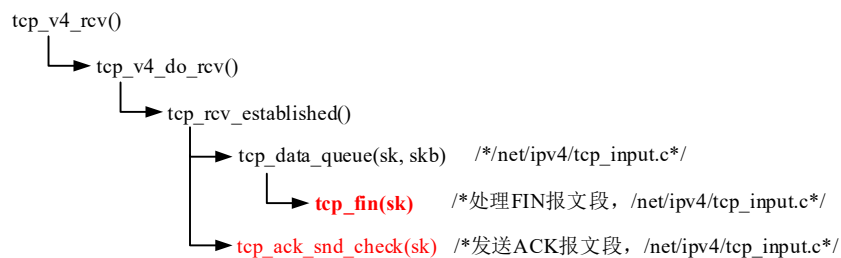 tcp_v4_rcv()
tcp_v4_do_rcv()
tcp_rcv_established()
tcp_data_queue(sk, skb) /*/net/ipv4/tcp_input.c*/
tcp_fin(sk) /*处理FIN报文段，/net/ipv4/tcp_input.c*/
tcp_ack_snd_check(sk) /*发送ACK报文段，/net/ipv4/tcp_input.c*/